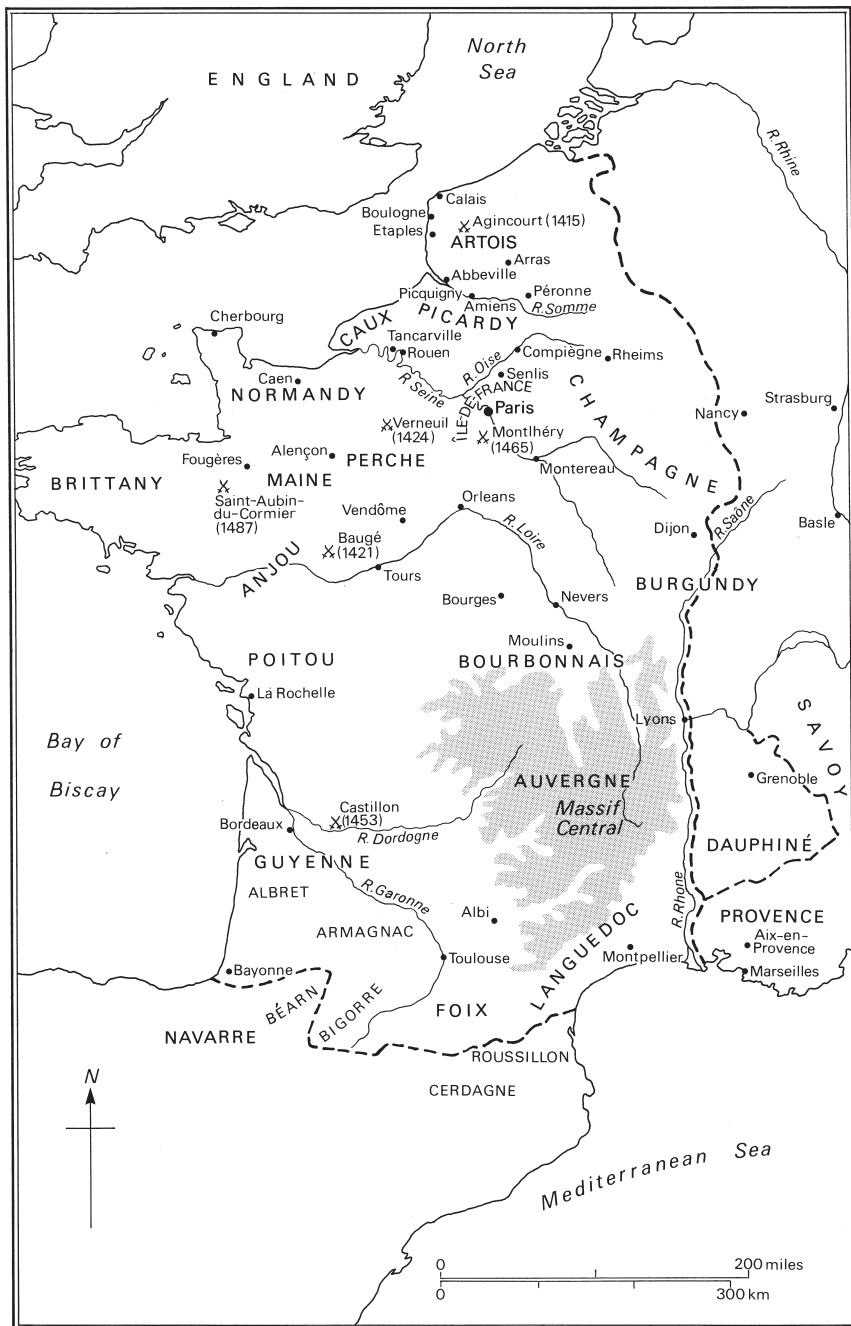 North
Sea
ENGLAND
R. Rhine
Calais
Boulogne
Agincourt (1415)
Etaples
ARTOIS
Arras
Abbeville
Picquigny
Péronne
Amiens
R. Somme
PICARDY
CAUX
Cherbourg
Tancarville
Rouen
R. Oise
Compiègne
Rheims
Senlis
Caen
NORMANDY
R. Seine
ÎLE-DE-FRANCE
Paris
CHAMPAGNE
Nancy
Strasburg
Verneuil
(1424)
Montlhéry
(1465)
Alençon
PERCHE
Fougères
MAINE
BRITTANY
Montereau
Saint-Aubin-
du-Cormier
(1487)
Vendôme
Orleans
Baugé
(1421)
R. Loire
Dijon
R. Saône
Basle
ANJOU
Tours
BURGUNDY
Bourges
Nevers
Moulins
BOURBONNAIS
POITOU
La Rochelle
Lyons
SAVOY
Bay of
Biscay
AUVERGNE
Grenoble
Massif
Central
Castillon
(1453)
Bordeaux
R. Dordogne
DAUPHINÉ
GUYENNE
ALBRET
R. Garonne
R. Rhone
Albi
ARMAGNAC
LANGUEDOC
PROVENCE
Aix-en-
Provence
Toulouse
Montpellier
Bayonne
Marseilles
BÉARN
BIGORRE
FOIX
NAVARRE
ROUSSILLON
N
CERDAGNE
Mediterranean Sea
0
200 miles
0
300 km